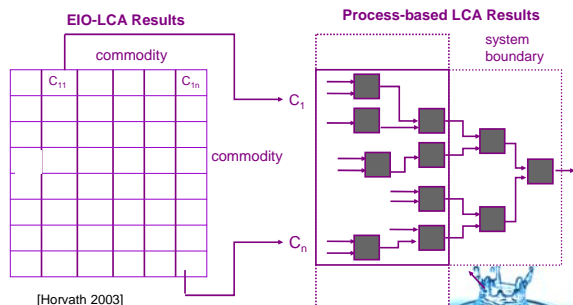 EIO-LCA Results
Process-based LCA Results
commodity
system
boundary
C11
C1n
C1
commodity
Cn
[Horvath 2003]